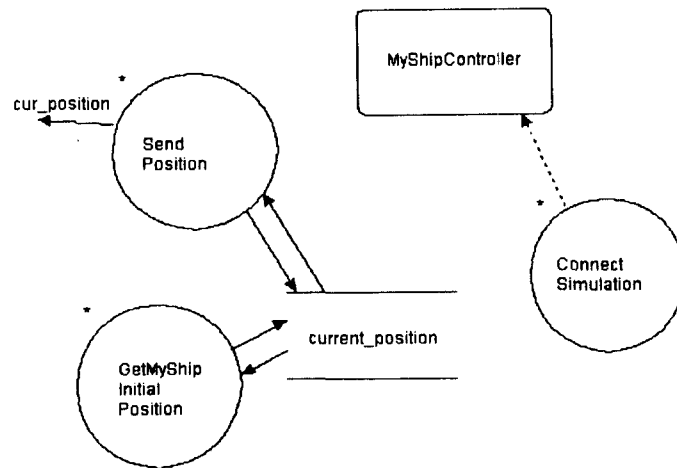 MyShipController
*
cur_position
Send
Position
*
Connect
Simulation
*
current_position
GetMyShip
Initial
Position